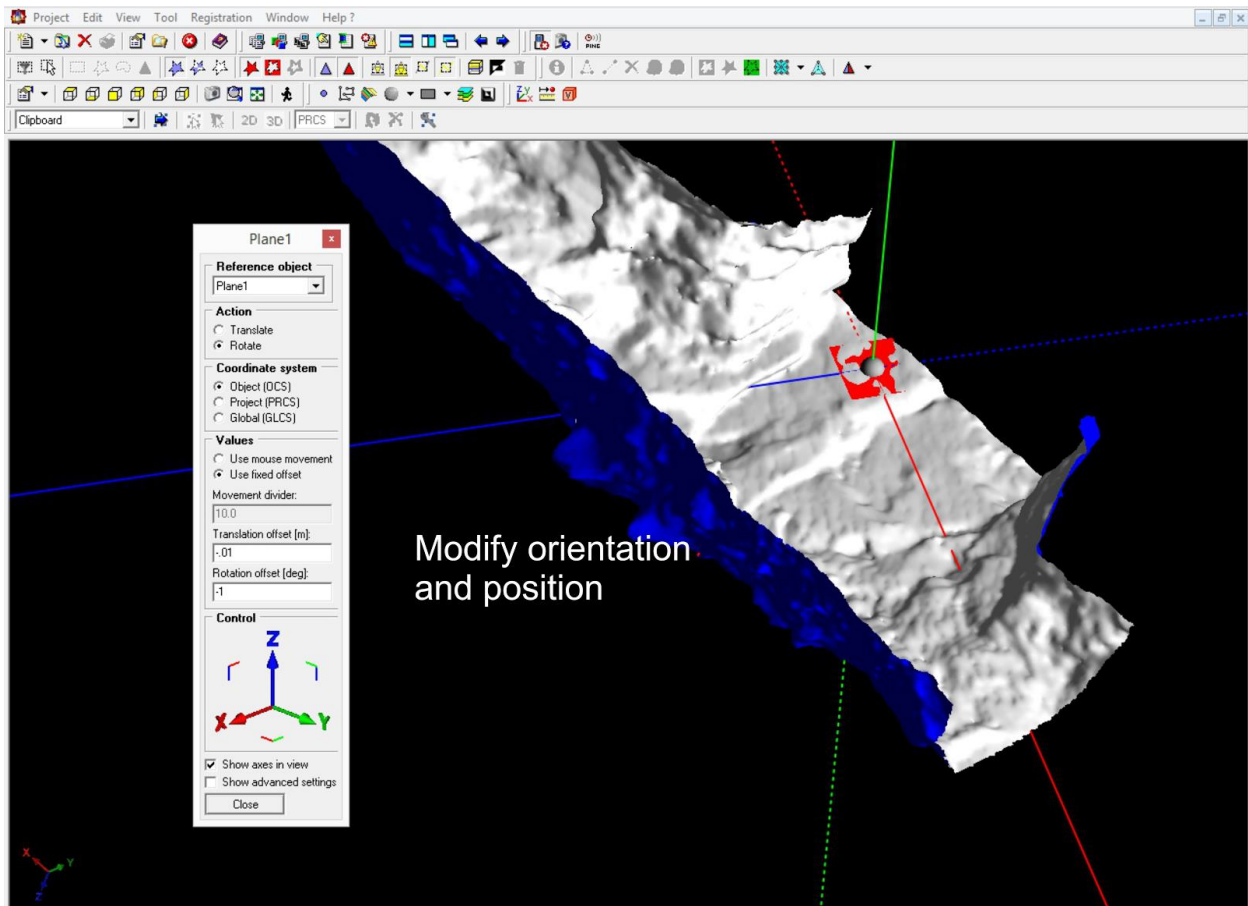 Project Edit View Tool Registration Window Help ?
PING
2D 3D PRCS
Clipboard
Plane1
Reference object
Plane1
Action
Translate
Rotate
Coordinate system
Object (OCS)
Project (PRCS)
Global (GLCS)
Values
Use mouse movement
Use fixed offset
Movement divider:
10.0
Translation offset [m]:
-.01
Rotation offset [deg]:
-1
Control
Z
X
Y
Show axes in view
Show advanced settings
Close
Modify orientation
and position
X
Y
Z